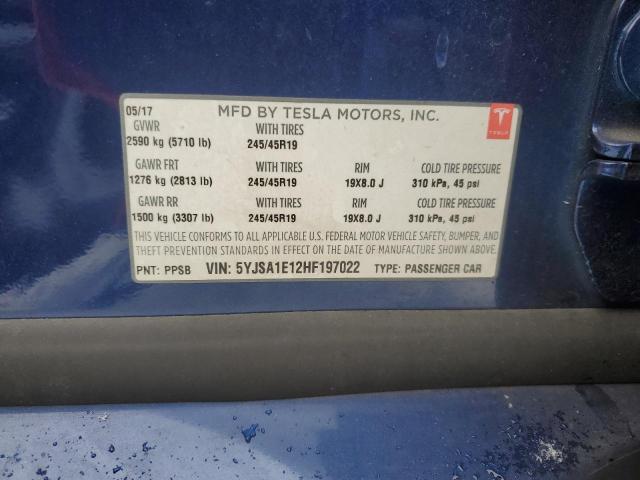 05/17 MFD BY TESLA MOTORS, INC.
GVWR WITH TIRES
2590 kg (5710 lb) 245/45R19
TESLA
GAWR FRT WITH TIRES RIM COLD TIRE PRESSURE
1276 kg (2813 lb) 245/45R19 19X8.0 J 310 kPa, 45 psi
GAWR RR WITH TIRES RIM COLD TIRE PRESSURE
1500 kg (3307 lb) 245/45R19 19X8.0 J 310 kPa, 45 psi
THIS VEHICLE CONFORMS TO ALL APPLICABLE U.S. FEDERAL MOTOR VEHICLE SAFETY, BUMPER, AND
THEFT PREVENTION STANDARDS IN EFFECT ON THE DATE OF MANUFACTURE SHOWN ABOVE.
PNT: PPSB VIN: 5YJSA1E12HF197022 TYPE: PASSENGER CAR